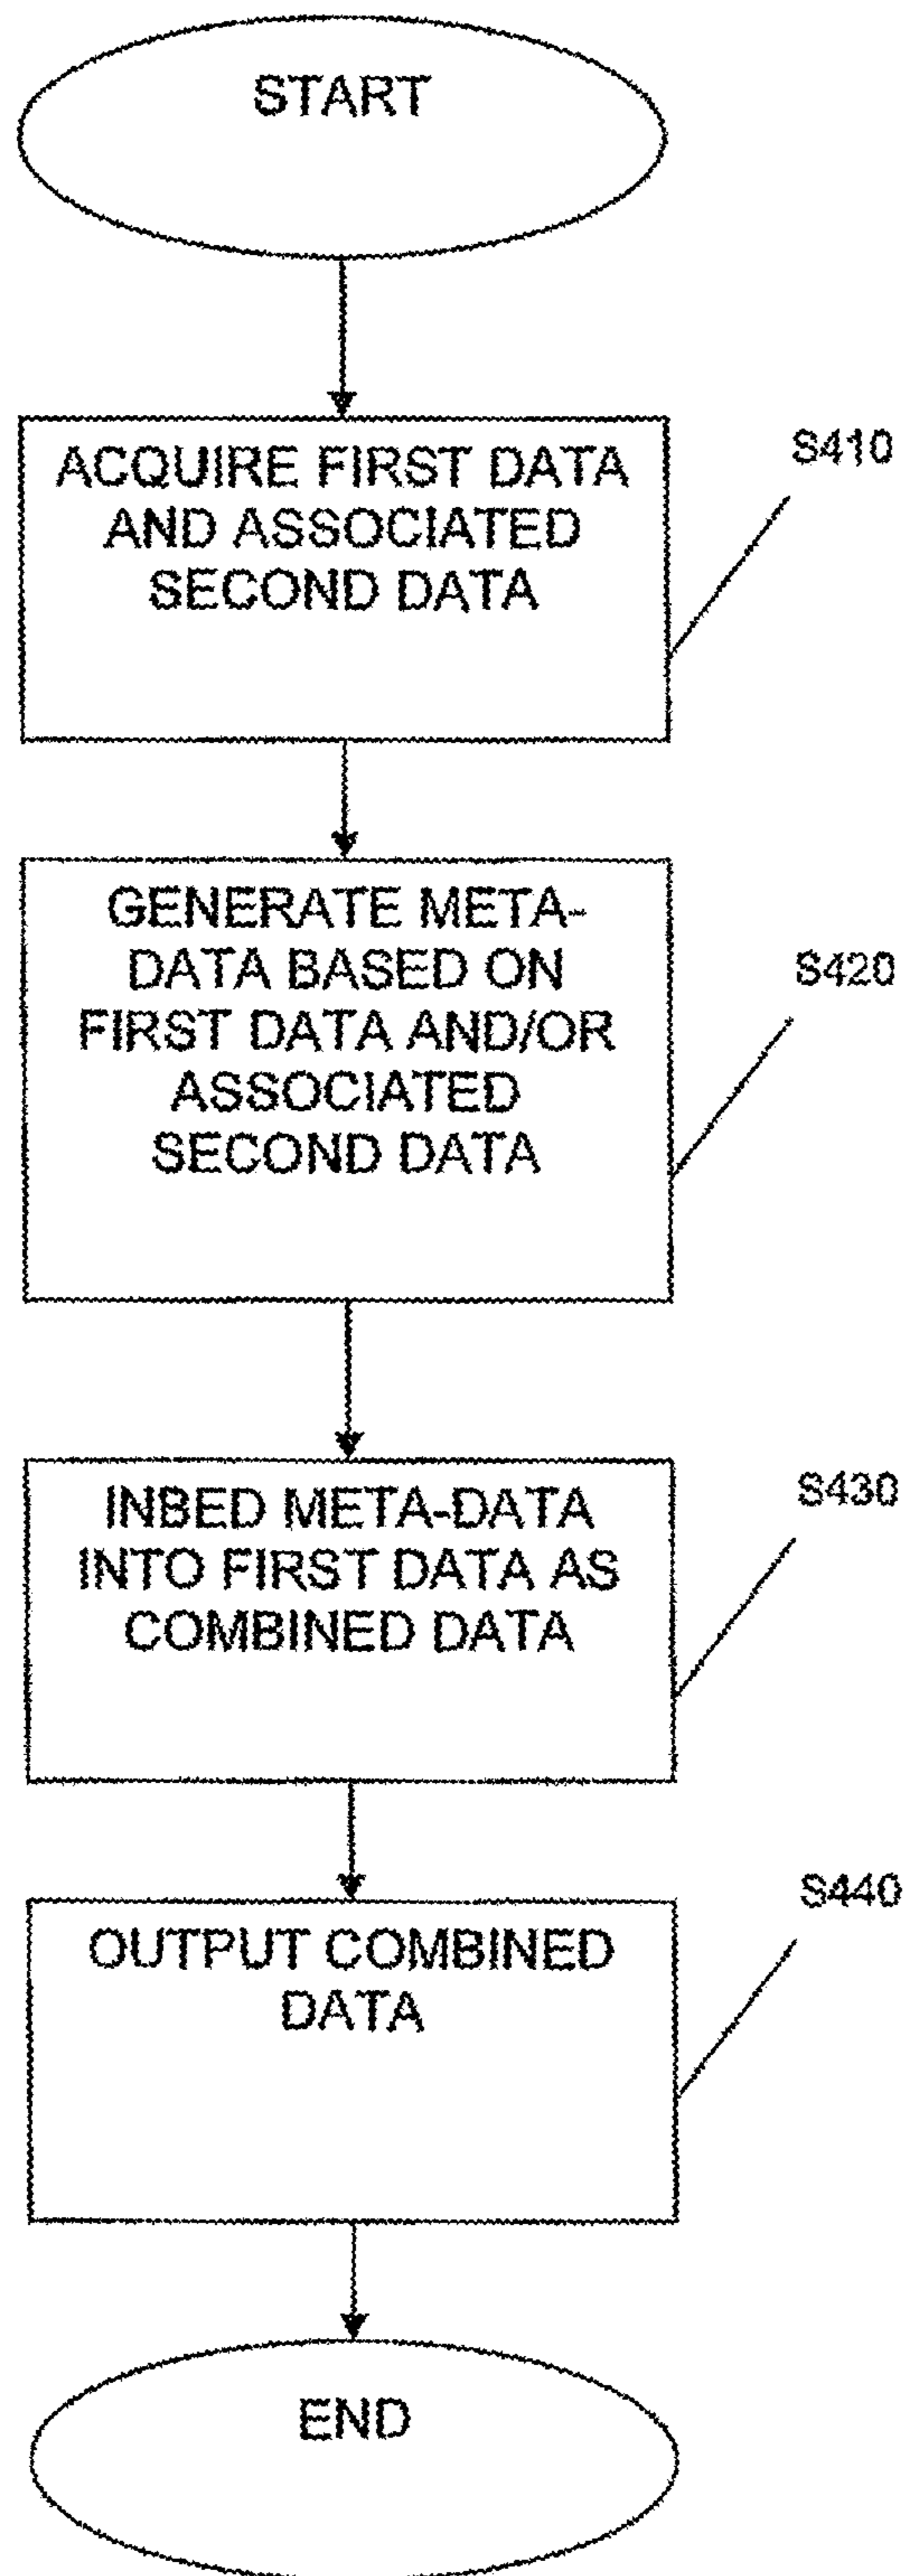 START
ACQUIRE FIRST DATA
AND ASSOCIATED
SECOND DATA
S410
GENERATE META-
DATA BASED ON
FIRST DATA AND/OR
ASSOCIATED
SECOND DATA
S420
INBED META-DATA
INTO FIRST DATA AS
COMBINED DATA
S430
OUTPUT COMBINED
DATA
S440
END